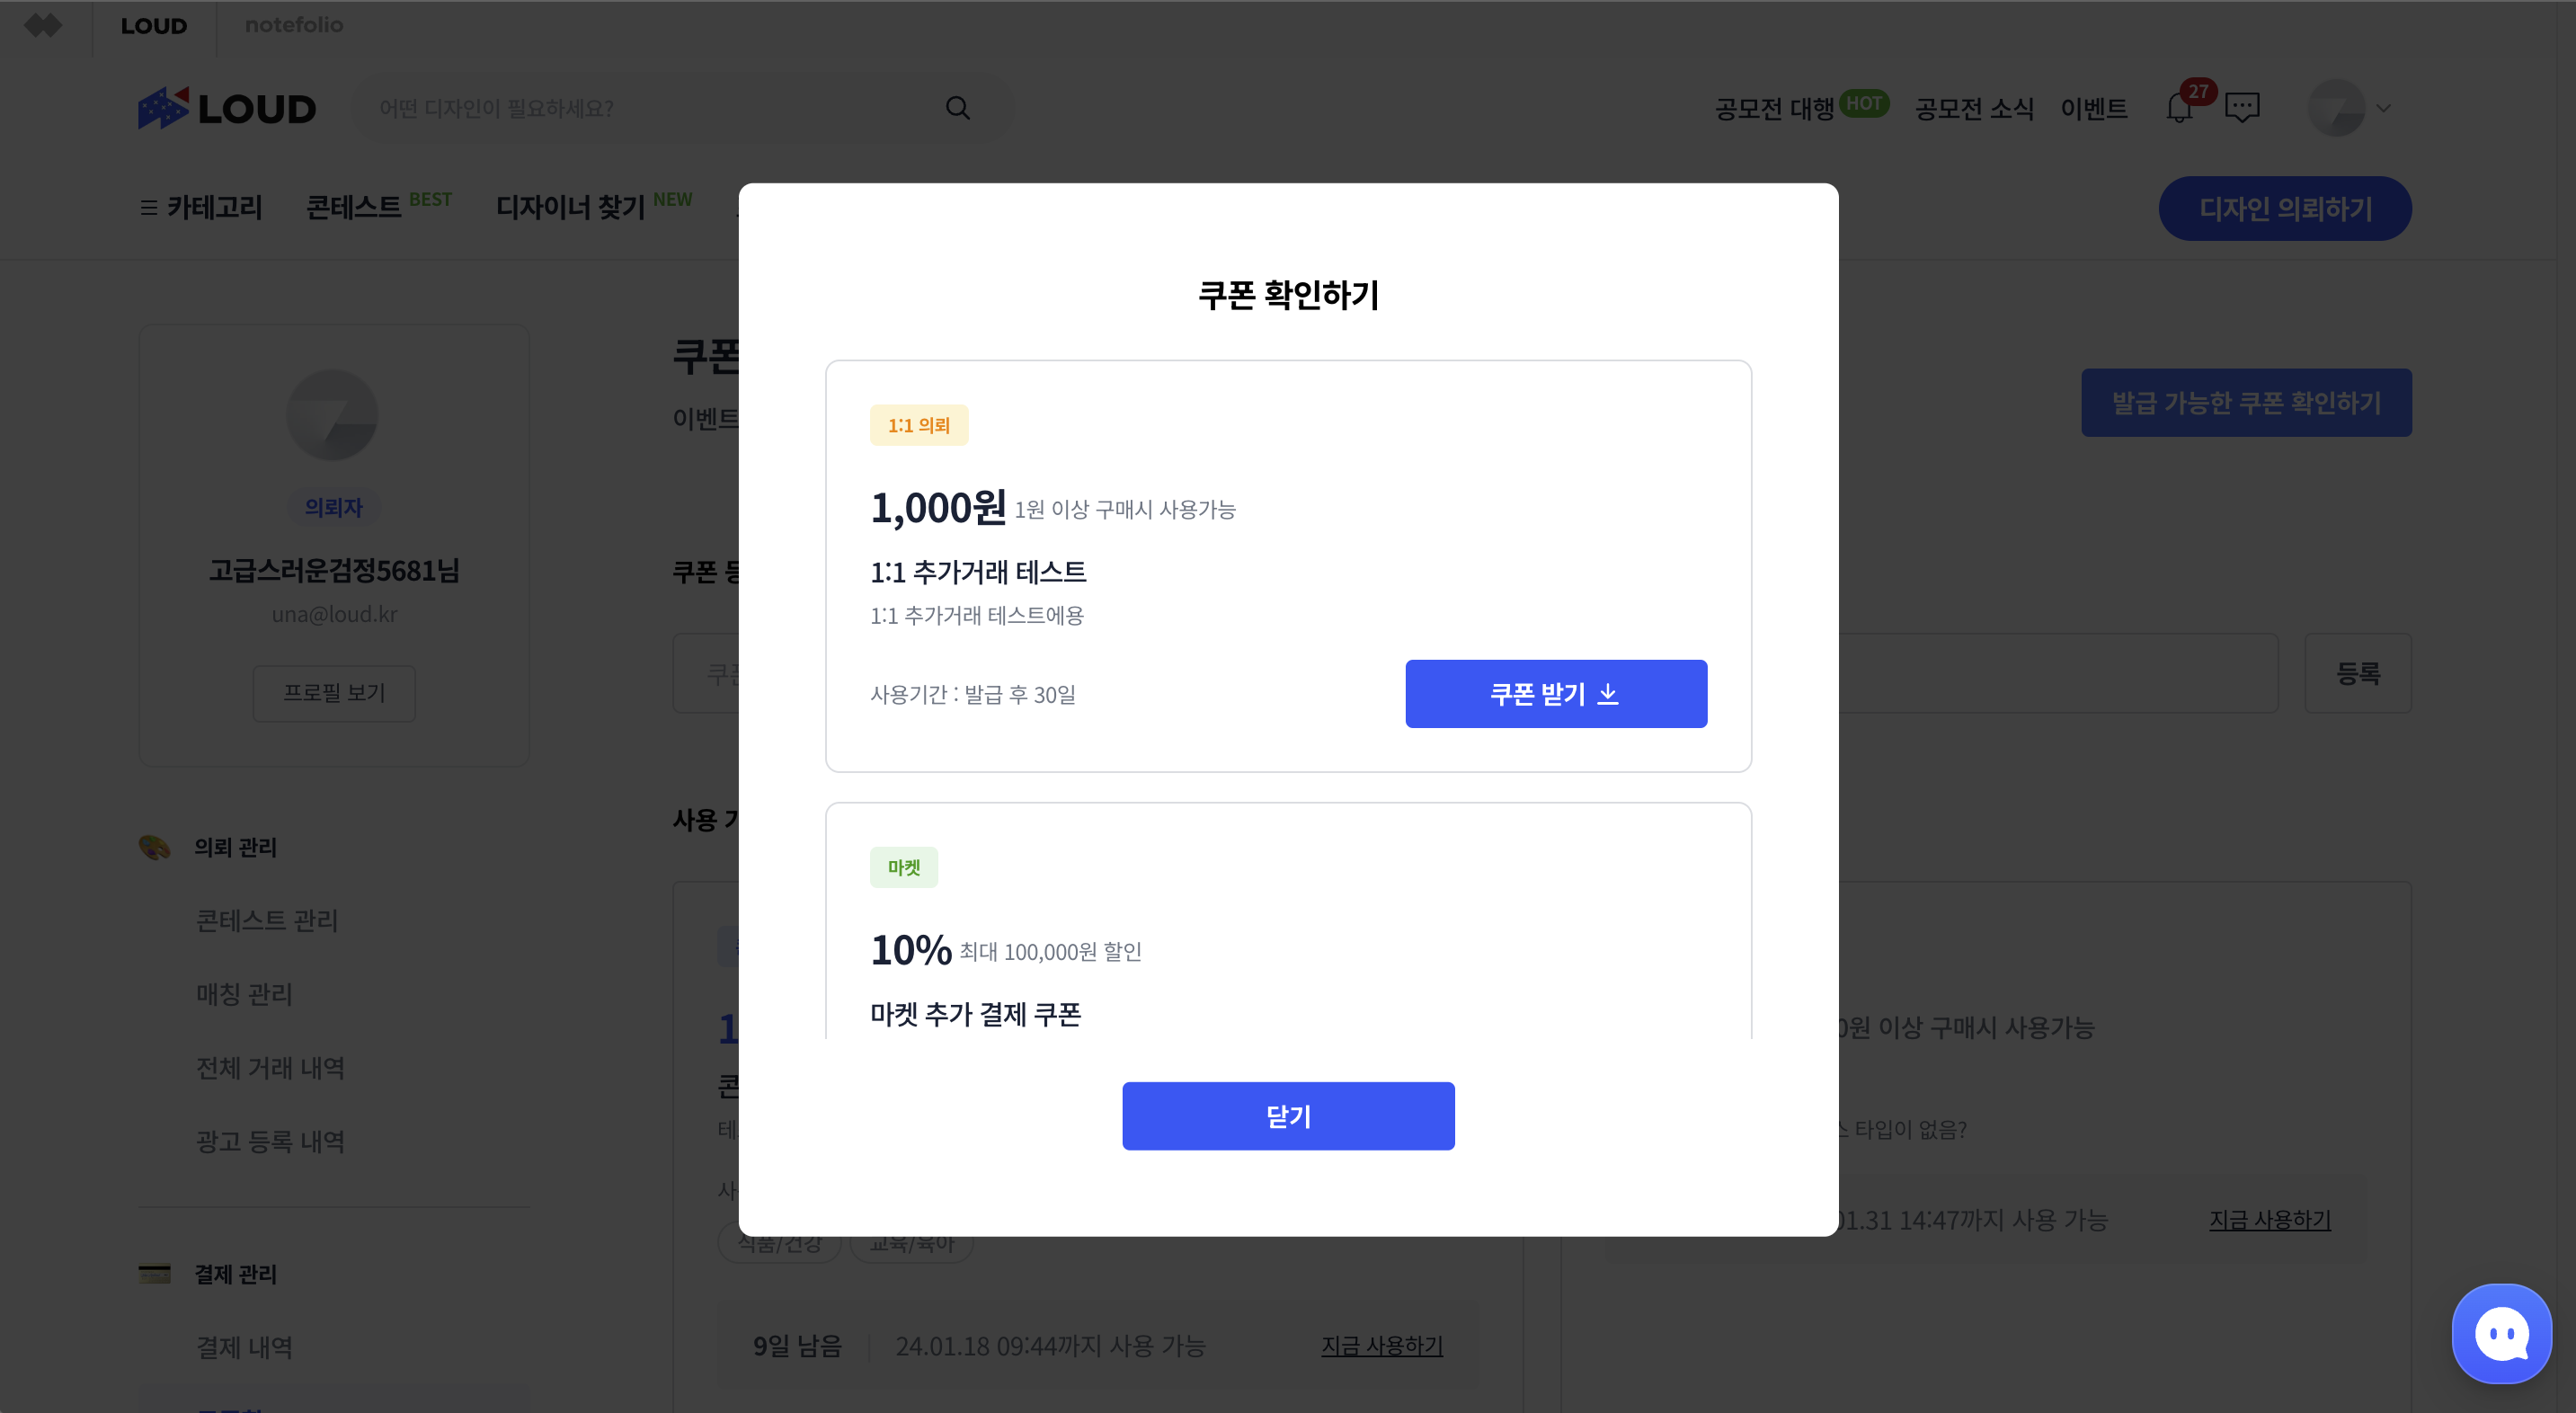 LOUD
notefolio
LOUD
어떤 디자인이 필요하세요?
공모전 대행 HOT
공모전 소식
이벤트
27
카테고리
콘테스트 BEST
디자이너 찾기 NEW
디자인 의뢰하기
의뢰자
고급스러운검정5681님
una@loud.kr
프로필 보기
의뢰 관리
콘테스트 관리
매칭 관리
전체 거래 내역
광고 등록 내역
결제 관리
결제 내역
쿠폰
이벤트
발급 가능한 쿠폰 확인하기
쿠폰
등록
사용
쿠폰 확인하기
1:1 의뢰
1,000원 1원 이상 구매시 사용가능
1:1 추가거래 테스트
1:1 추가거래 테스트에용
사용기간 : 발급 후 30일
쿠폰 받기
마켓
10% 최대 100,000원 할인
마켓 추가 결제 쿠폰
닫기
식품/건강
교육/육아
9일 남음
24.01.18 09:44까지 사용 가능
지금 사용하기
0원 이상 구매시 사용가능
타입이 없음?
01.31 14:47까지 사용 가능
지금 사용하기